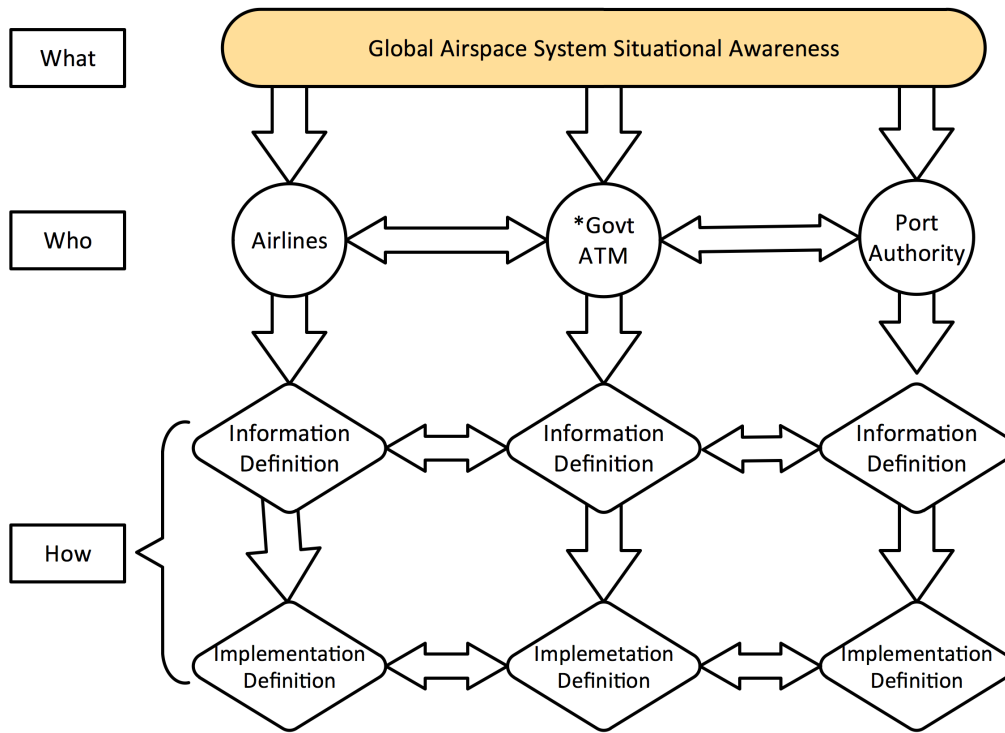 What
Global Airspace System Situational Awareness
Who
Airlines
*Govt
ATM
Port
Authority
How
Information
Definition
Information
Definition
Information
Definition
Implementation
Definition
Implemetation
Definition
Implementation
Definition